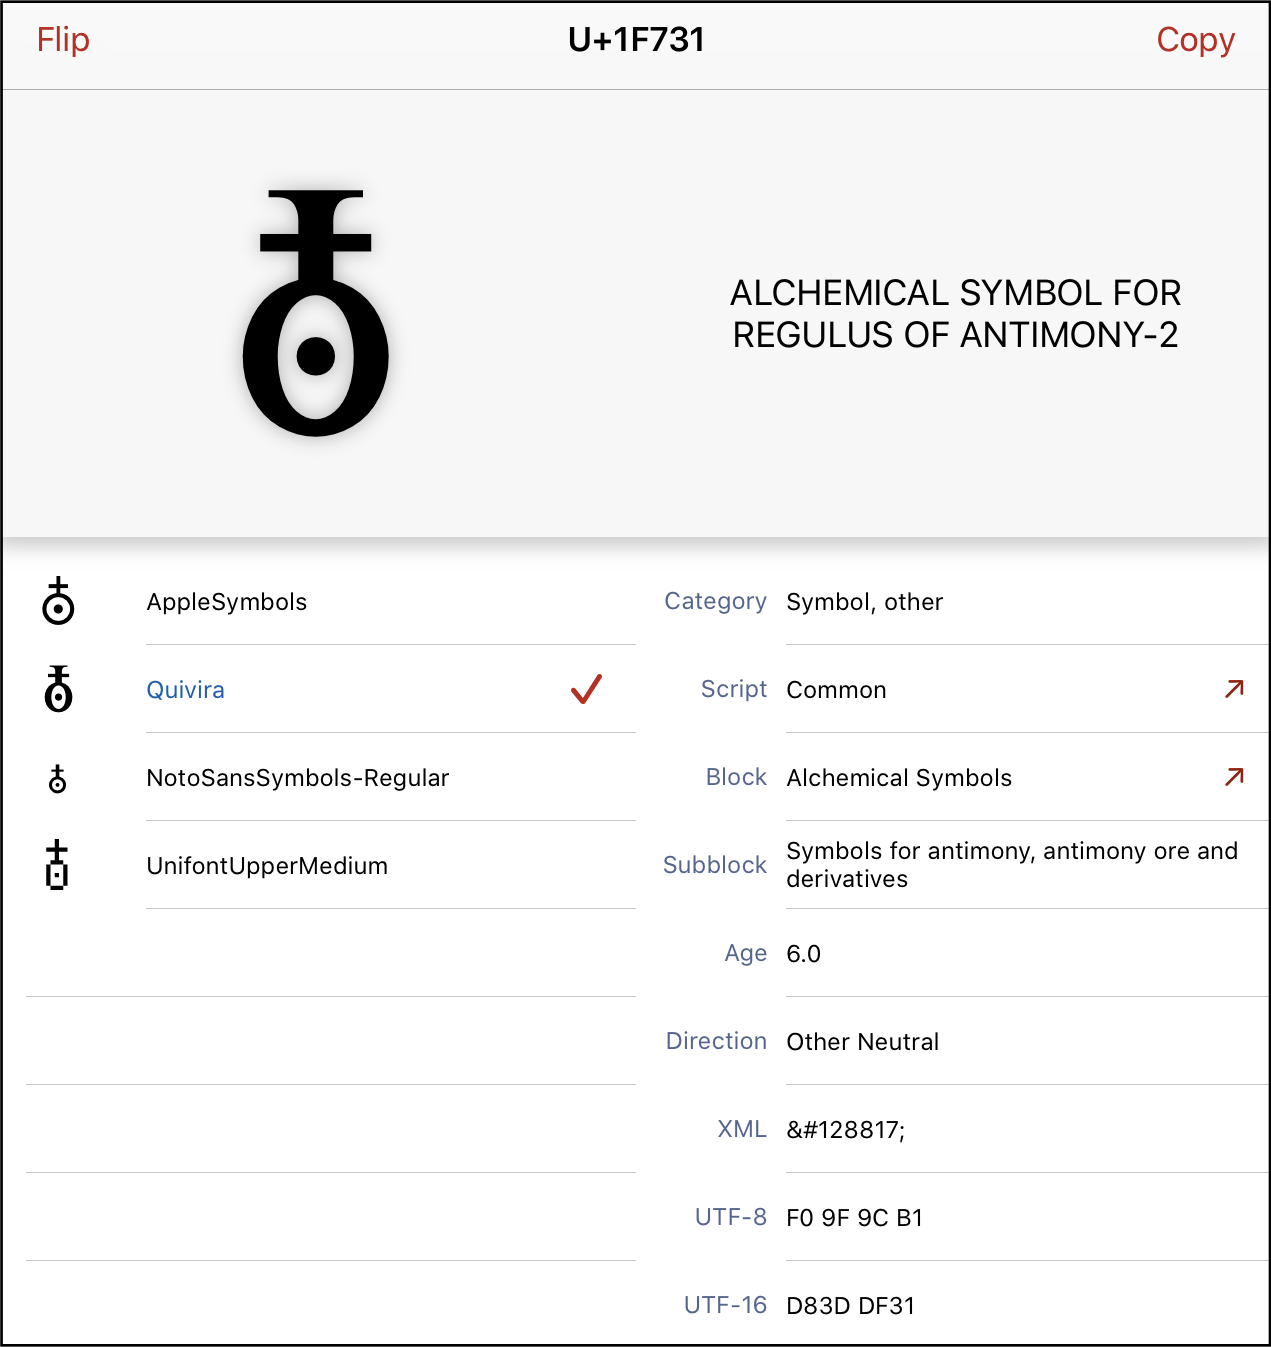 Flip
U+1F731
Copy
ALCHEMICAL SYMBOL FOR
REGULUS OF ANTIMONY-2
AppleSymbols
Quivira
NotoSansSymbols-Regular
UnifontUpperMedium
Category Symbol, other
Script Common
Block Alchemical Symbols
Subblock Symbols for antimony, antimony ore and
derivatives
Age 6.0
Direction Other Neutral
XML &#128817;
UTF-8 F0 9F 9C B1
UTF-16 D83D DF31